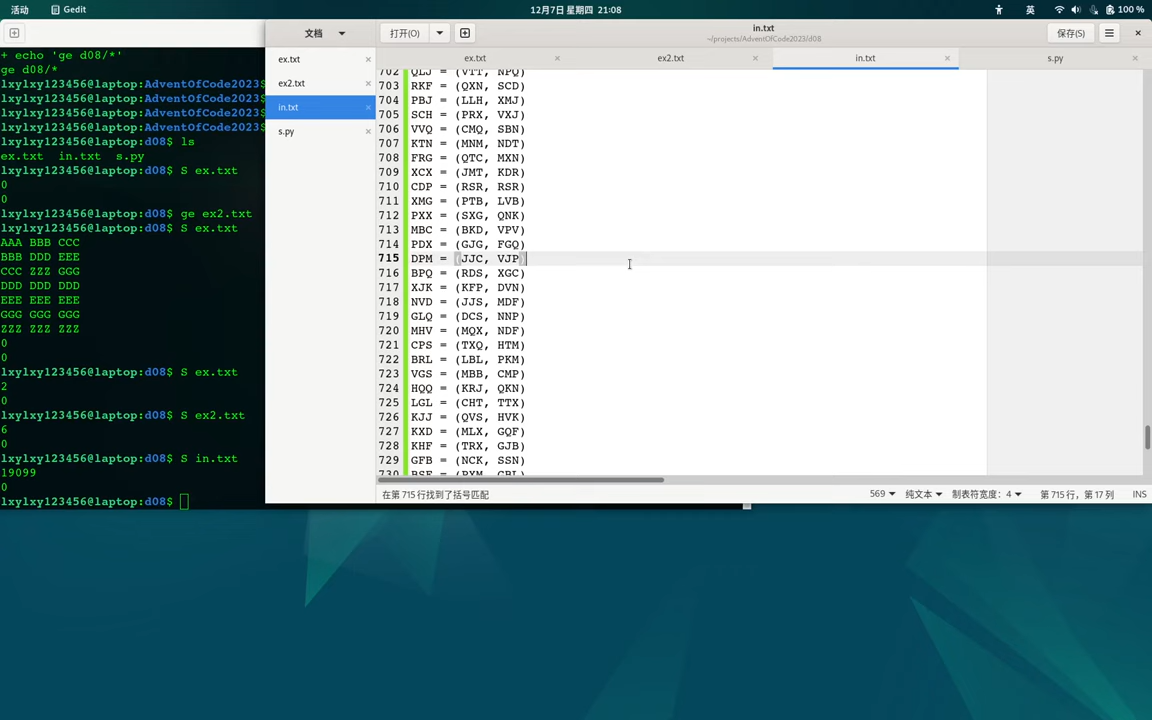 活动 Gedit 12月7日 星期四 21:08 英 100 %
文档 打开(O) in.txt 保存(S)
~/projects/AdventOfCode2023/d08
ex.txt
ex2.txt
in.txt
s.py
ex.txt ex2.txt in.txt s.py
+ echo 'ge d08/*'
ge d08/*
lxylxy123456@laptop:AdventOfCode2023$
lxylxy123456@laptop:AdventOfCode2023$
lxylxy123456@laptop:AdventOfCode2023$
lxylxy123456@laptop:AdventOfCode2023$
lxylxy123456@laptop:d08$ ls
ex.txt in.txt s.py
lxylxy123456@laptop:d08$ S ex.txt
0
0
lxylxy123456@laptop:d08$ ge ex2.txt
lxylxy123456@laptop:d08$ S ex.txt
AAA BBB CCC
BBB DDD EEE
CCC ZZZ GGG
DDD DDD DDD
EEE EEE EEE
GGG GGG GGG
ZZZ ZZZ ZZZ
0
0
lxylxy123456@laptop:d08$ S ex.txt
2
0
lxylxy123456@laptop:d08$ S ex2.txt
6
0
lxylxy123456@laptop:d08$ S in.txt
19099
0
lxylxy123456@laptop:d08$
702 QLJ = (VTT, NPQ)
703 RKF = (QXN, SCD)
704 PBJ = (LLH, XMJ)
705 SCH = (PRX, VXJ)
706 VVQ = (CMQ, SBN)
707 KTN = (MNM, NDT)
708 FRG = (QTC, MXN)
709 XCX = (JMT, KDR)
710 CDP = (RSR, RSR)
711 XMG = (PTB, LVB)
712 PXX = (SXG, QNK)
713 MBC = (BKD, VPV)
714 PDX = (GJG, FGQ)
715 DPM = (JJC, VJP)
716 BPQ = (RDS, XGC)
717 XJK = (KFP, DVN)
718 NVD = (JJS, MDF)
719 GLQ = (DCS, NNP)
720 MHV = (MQX, NDF)
721 CPS = (TXQ, HTM)
722 BRL = (LBL, PKM)
723 VGS = (MBB, CMP)
724 HQQ = (KRJ, QKN)
725 LGL = (CHT, TTX)
726 KJJ = (QVS, HVK)
727 KXD = (MLX, GQF)
728 KHF = (TRX, GJB)
729 GFB = (NCK, SSN)
730
在第 715 行找到了括号匹配 569 纯文本 制表符宽度：4 第 715 行，第 17 列 INS